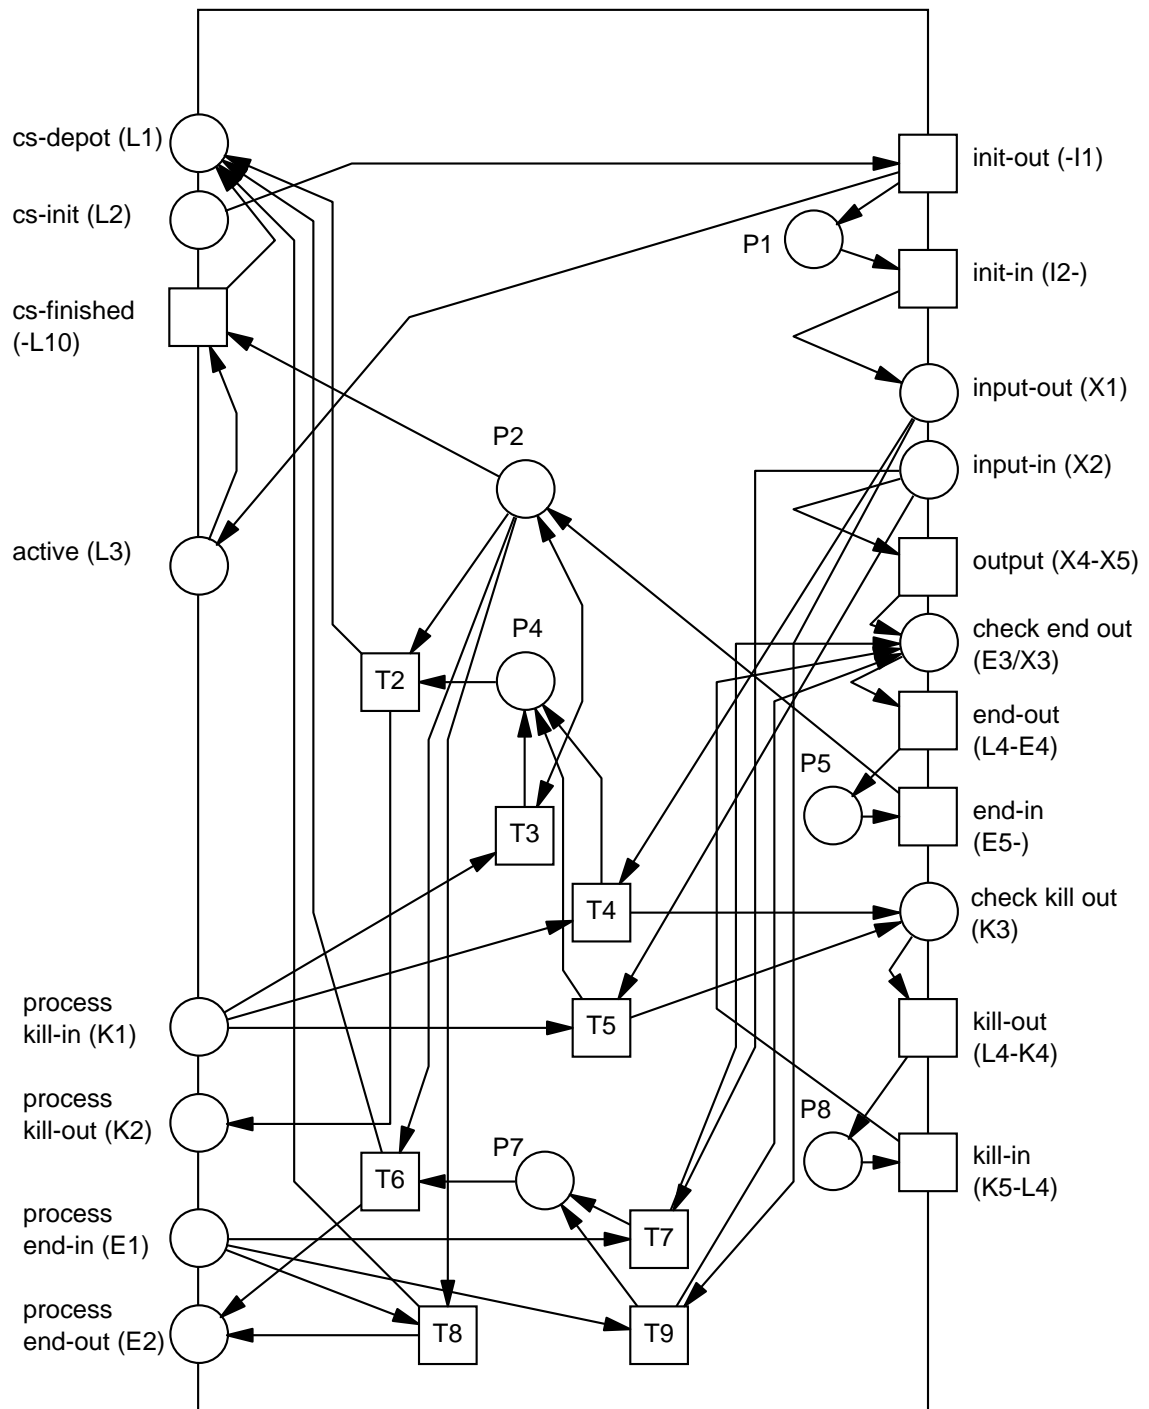 cs-depot (L1)
cs-init (L2)
cs-finished
(-L10)
active (L3)
process
kill-in (K1)
process
kill-out (K2)
process
end-in (E1)
process
end-out (E2)
P1
P2
P4
T2
T3
T4
T5
P5
P8
T6
P7
T7
T8
T9
init-out (-I1)
init-in (I2-)
input-out (X1)
input-in (X2)
output (X4-X5)
check end out
(E3/X3)
end-out
(L4-E4)
end-in
(E5-)
check kill out
(K3)
kill-out
(L4-K4)
kill-in
(K5-L4)